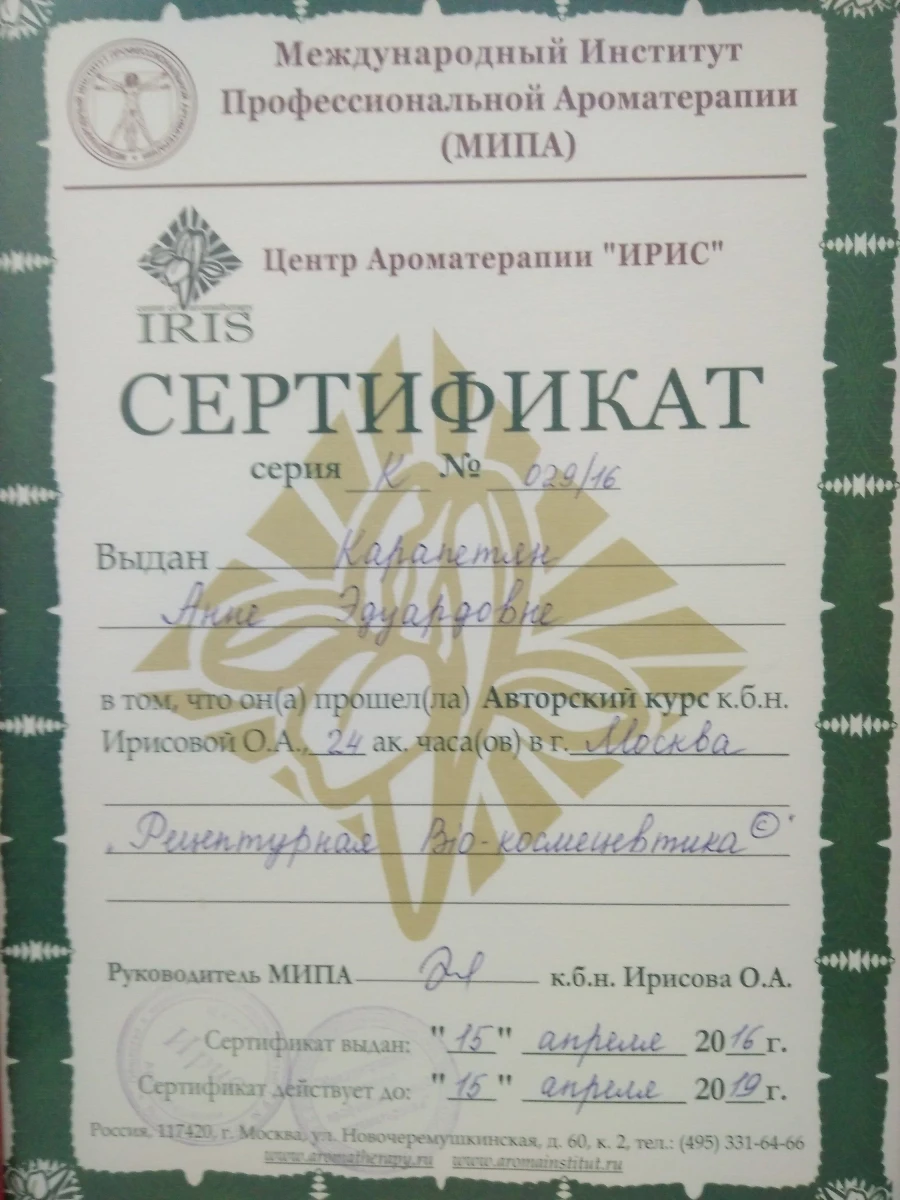 Международный Институт
Профессиональной Ароматерапии
(МИПА)
Центр Ароматерапии "ИРИС"
IRIS
СЕРТИФИКАТ
серия К № 029/16
Выдан Карапетян
Анне Эдуардовне
в том, что он(а) прошел(ла) Авторский курс к.б.н.
Ирисовой О.А., 24 ак. часа(ов) в г. Москва
„Рецептурная Bio-космецевтика ©"
Руководитель МИПА к.б.н. Ирисова О.А.
Сертификат выдан: "15" апреля 2016 г.
Сертификат действует до: "15" апреля 2019 г.
Россия, 117420, г. Москва, ул. Новочеремушкинская, д. 60, к. 2, тел.: (495) 331-64-66
www.aromatherapy.ru www.aromainstitut.ru